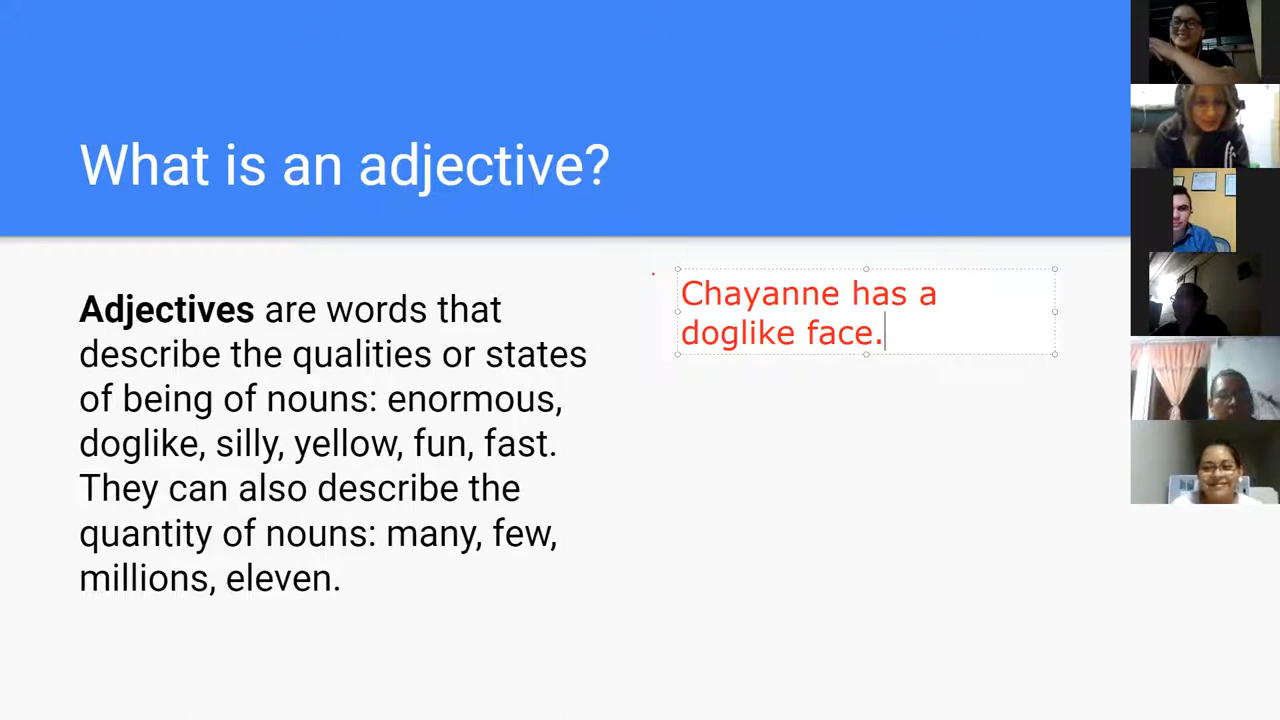 What is an adjective?
Adjectives are words that
describe the qualities or states
of being of nouns: enormous,
doglike, silly, yellow, fun, fast.
They can also describe the
quantity of nouns: many, few,
millions, eleven.
Chayanne has a
doglike face.